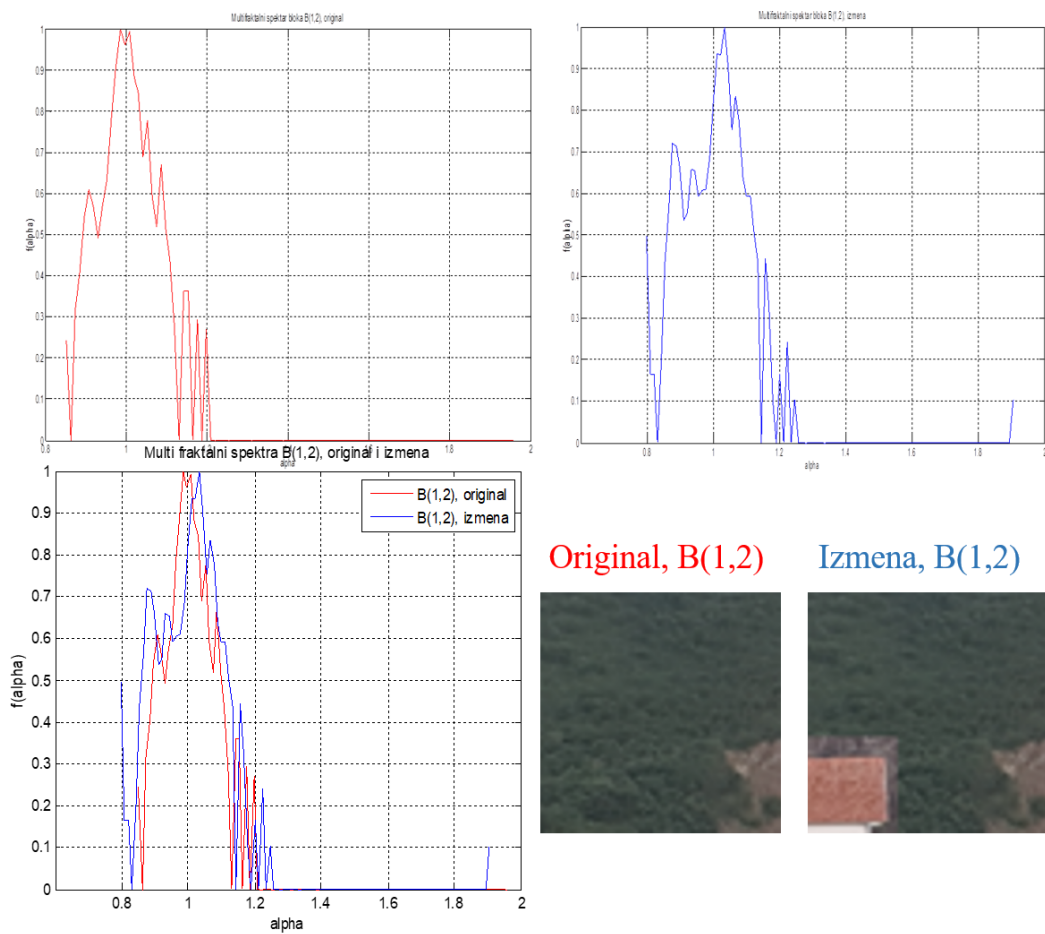 Multifraktalni spektar bloka B(1,2), original
1
0.9
0.8
0.7
0.6
0.5
f(alpha)
0.4
0.3
0.2
0.1
0
0.8 1 2
alpha
Multifraktalni spektar bloka B(1,2), izmena
1
0.9
0.8
0.7
0.6
0.5
f(alpha)
0.4
0.3
0.2
0.1
0
0.8 1 1.2 1.4 1.6 1.8 2
alpha
Multi fraktalni spektra B(1,2), original i izmena
B(1,2), original
B(1,2), izmena
1
0.9
0.8
0.7
0.6
0.5
f(alpha)
0.4
0.3
0.2
0.1
0
0.8 1 1.2 1.4 1.6 1.8 2
alpha
Original, B(1,2)
Izmena, B(1,2)